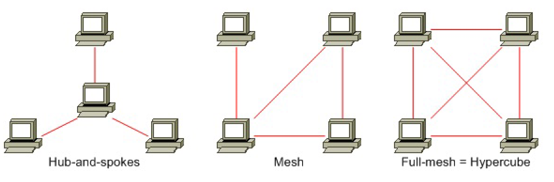 Hub-and-spokes
Mesh
Full-mesh = Hypercube